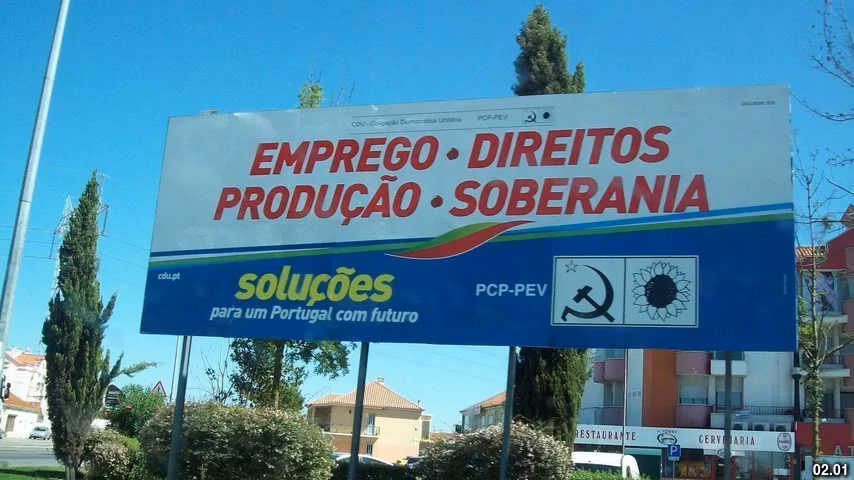 CDU - Coligação Democrática Unitária PCP-PEV
EMPREGO • DIREITOS
PRODUÇÃO • SOBERANIA
cdu.pt
soluções
para um Portugal com futuro
PCP-PEV
RESTAURANTE
CERVEJARIA
P
02.01